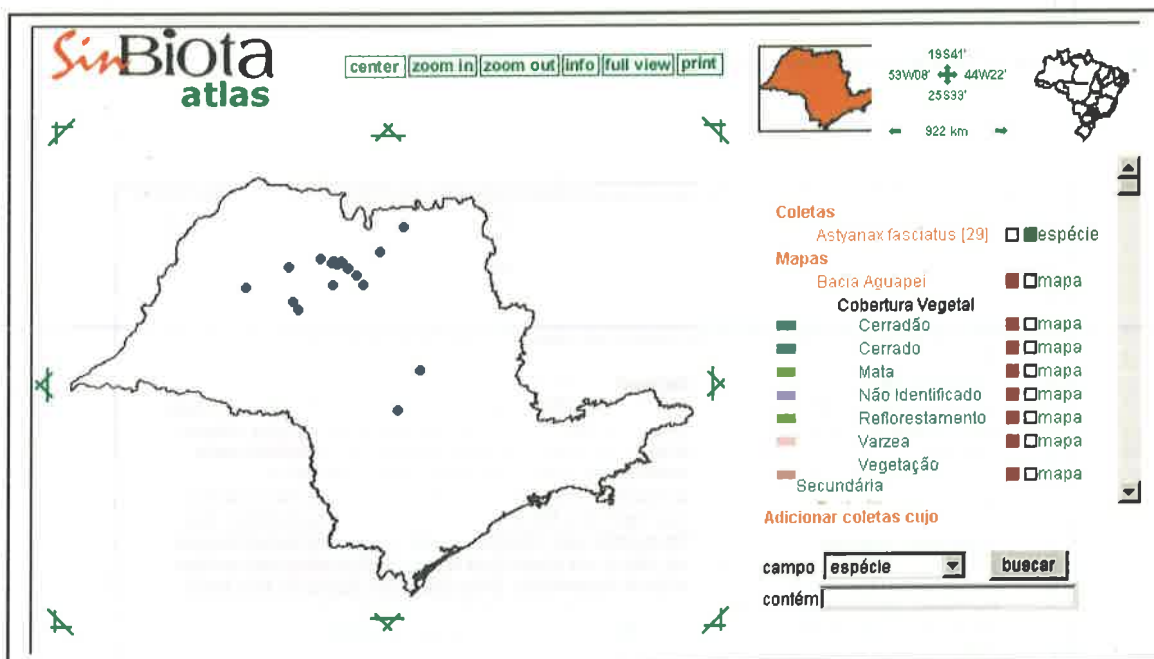 SinBiota
atlas
center zoom in zoom out info full view print
19S41'
53W08' 44W22'
25S33'
922 km
Coletas
Astyanax fasciatus [29] espécie
Mapas
Bacia Aguapeí mapa
Cobertura Vegetal
Cerradão mapa
Cerrado mapa
Mata mapa
Não Identificado mapa
Reflorestamento mapa
Varzea mapa
Vegetação
Secundária mapa
Adicionar coletas cujo
campo espécie buscar
contém